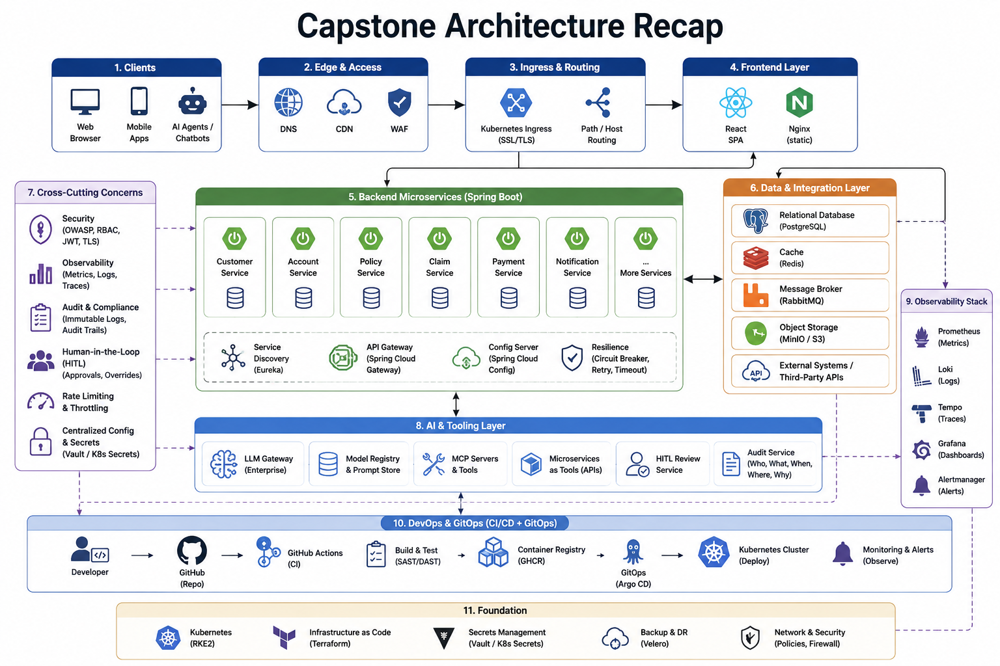 Capstone Architecture Recap
1. Clients
Web
Browser
Mobile
Apps
AI Agents /
Chatbots
2. Edge & Access
DNS
CDN
WAF
3. Ingress & Routing
Kubernetes Ingress
(SSL/TLS)
Path / Host
Routing
4. Frontend Layer
React
SPA
N
Nginx
(static)
7. Cross-Cutting Concerns
Security
(OWASP, RBAC,
JWT, TLS)
Observability
(Metrics, Logs,
Traces)
Audit & Compliance
(Immutable Logs,
Audit Trails)
Human-in-the-Loop
(HITL)
(Approvals, Overrides)
Rate Limiting
& Throttling
Centralized Config
& Secrets
(Vault / K8s Secrets)
5. Backend Microservices (Spring Boot)
Customer
Service
Account
Service
Policy
Service
Claim
Service
Payment
Service
Notification
Service
...
More Services
Service
Discovery
(Eureka)
API Gateway
(Spring Cloud
Gateway)
Config Server
(Spring Cloud
Config)
Resilience
(Circuit Breaker,
Retry, Timeout)
6. Data & Integration Layer
Relational Database
(PostgreSQL)
Cache
(Redis)
Message Broker
(RabbitMQ)
Object Storage
(MinIO / S3)
API
External Systems /
Third-Party APIs
8. AI & Tooling Layer
LLM Gateway
(Enterprise)
Model Registry
& Prompt Store
MCP Servers
& Tools
Microservices
as Tools (APIs)
HITL Review
Service
Audit Service
(Who, What, When,
Where, Why)
9. Observability Stack
Prometheus
(Metrics)
Loki
(Logs)
Tempo
(Traces)
Grafana
(Dashboards)
Alertmanager
(Alerts)
10. DevOps & GitOps (CI/CD + GitOps)
</>
Developer
GitHub
(Repo)
GitHub Actions
(CI)
Build & Test
(SAST/DAST)
Container Registry
(GHCR)
GitOps
(Argo CD)
Kubernetes Cluster
(Deploy)
Monitoring & Alerts
(Observe)
11. Foundation
Kubernetes
(RKE2)
Infrastructure as Code
(Terraform)
Secrets Management
(Vault / K8s Secrets)
Backup & DR
(Velero)
Network & Security
(Policies, Firewall)